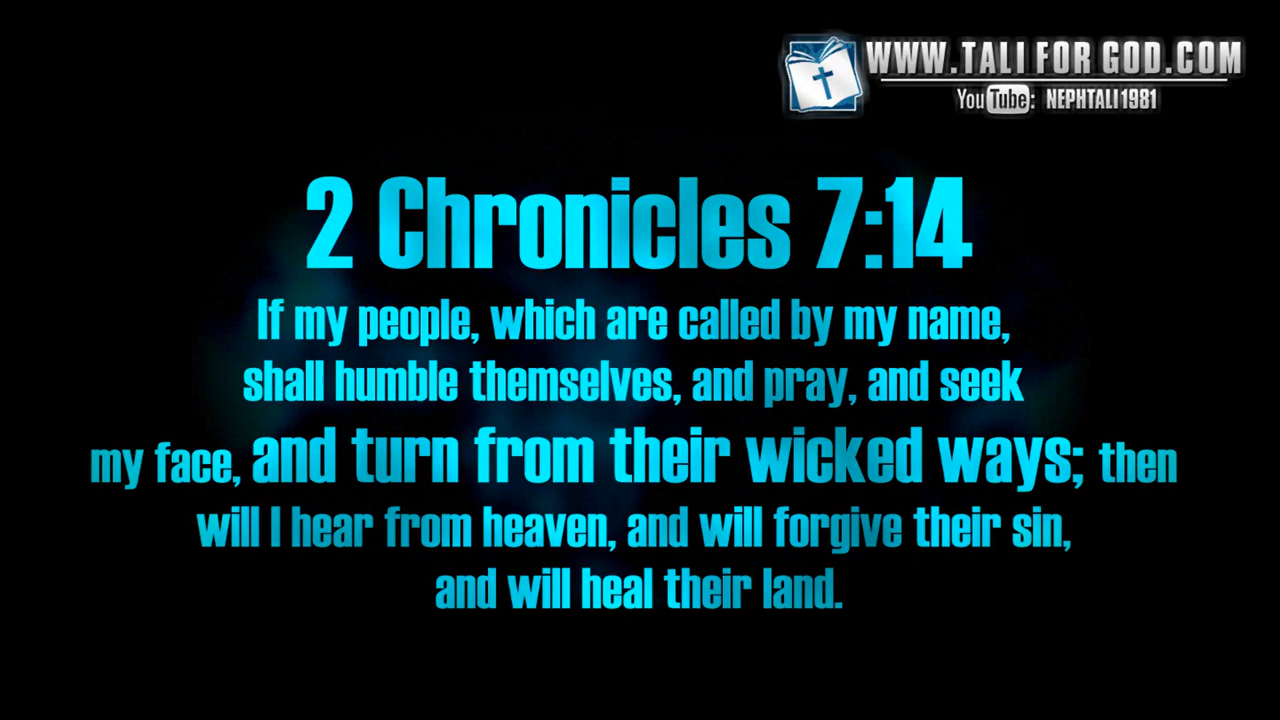 WWW.TALI FOR GOD.COM
YouTube: NEPHTALI1981
2 Chronicles 7:14
If my people, which are called by my name,
shall humble themselves, and pray, and seek
my face, and turn from their wicked ways; then
will I hear from heaven, and will forgive their sin,
and will heal their land.